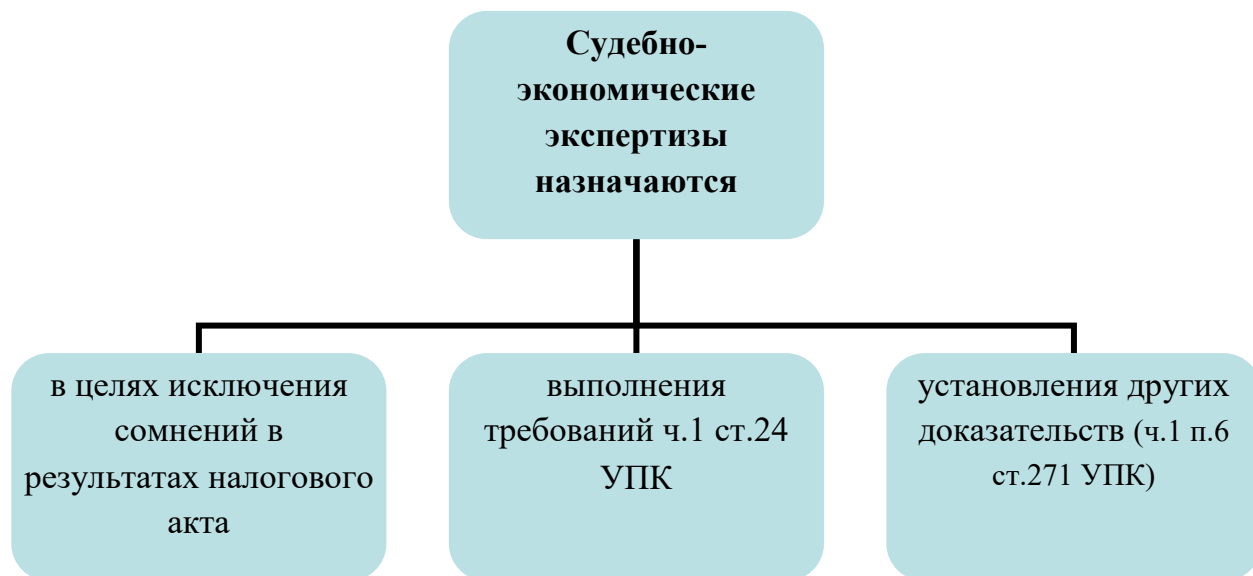 Судебно-
экономические
экспертизы
назначаются
в целях исключения
сомнений в
результатах налогового
акта
выполнения
требований ч.1 ст.24
УПК
установления других
доказательств (ч.1 п.6
ст.271 УПК)